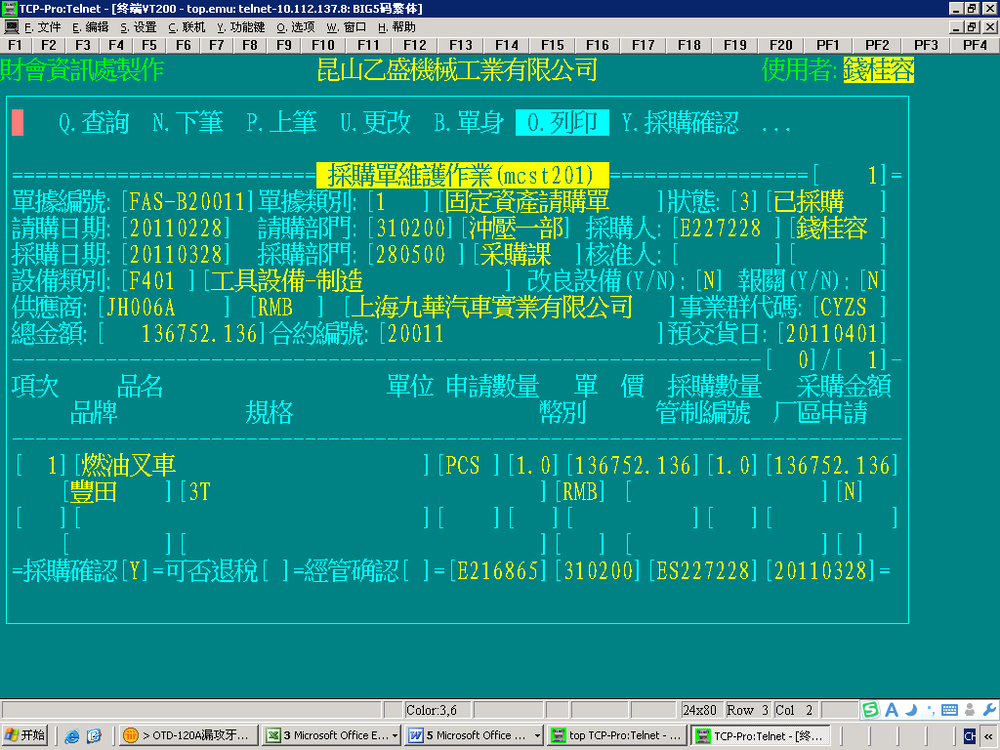 TCP-Pro:Telnet - [终端VT200 - top.emu: telnet-10.112.137.8: BIG5码繁体]
F. 文件 E. 编辑 S. 设置 C. 联机 Y. 功能键 O. 选项 W. 窗口 H. 帮助
F1 F2 F3 F4 F5 F6 F7 F8 F9 F10 F11 F12 F13 F14 F15 F16 F17 F18 F19 F20 PF1 PF2 PF3 PF4
財會資訊處製作 昆山乙盛機械工業有限公司 使用者: 錢桂容
Q.查詢 N.下筆 P.上筆 U.更改 B.單身 O.列印 Y.採購確認 ...
==========================採購單維護作業(mcst201)=================[ 1]=
單據編號: [FAS-B20011]單據類別: [1 ][固定資產請購單 ]狀態: [3][已採購 ]
請購日期: [20110228] 請購部門: [310200][沖壓一部] 採購人: [E227228 ][錢桂容 ]
採購日期: [20110328] 採購部門: [280500 ][采購課 ]核准人: [ ][ ]
設備類別: [F401 ][工具設備-制造 ] 改良設備(Y/N): [N] 報關(Y/N): [N]
供應商: [JH006A ] [RMB ] [上海九華汽車實業有限公司 ]事業群代碼: [CYZS ]
總金額: [ 136752.136]合約編號: [20011 ]預交貨日: [20110401]
----------------------------------------------------------------[ 0]/[ 1]-
項次 品名 單位 申請數量 單 價 採購數量 采購金額
品牌 規格 幣別 管制編號 厂區申請
----------------------------------------------------------------------------
[ 1][燃油叉車 ][PCS ][1.0][136752.136][1.0][136752.136]
[豐田 ][3T ][RMB] [ ][N]
[ ][ ][ ][ ][ ][ ][ ]
[ ][ ][ ] [ ][ ]
=採購確認[Y]=可否退稅[ ]=經管确認[ ]=[E216865][310200][ES227228][20110328]=
Color:3,6 24x80 Row 3 Col 2
开始 > OTD-120A漏攻牙... 3 Microsoft Office E... 5 Microsoft Office ... top TCP-Pro:Telnet - ... TCP-Pro:Telnet - [终... CH «